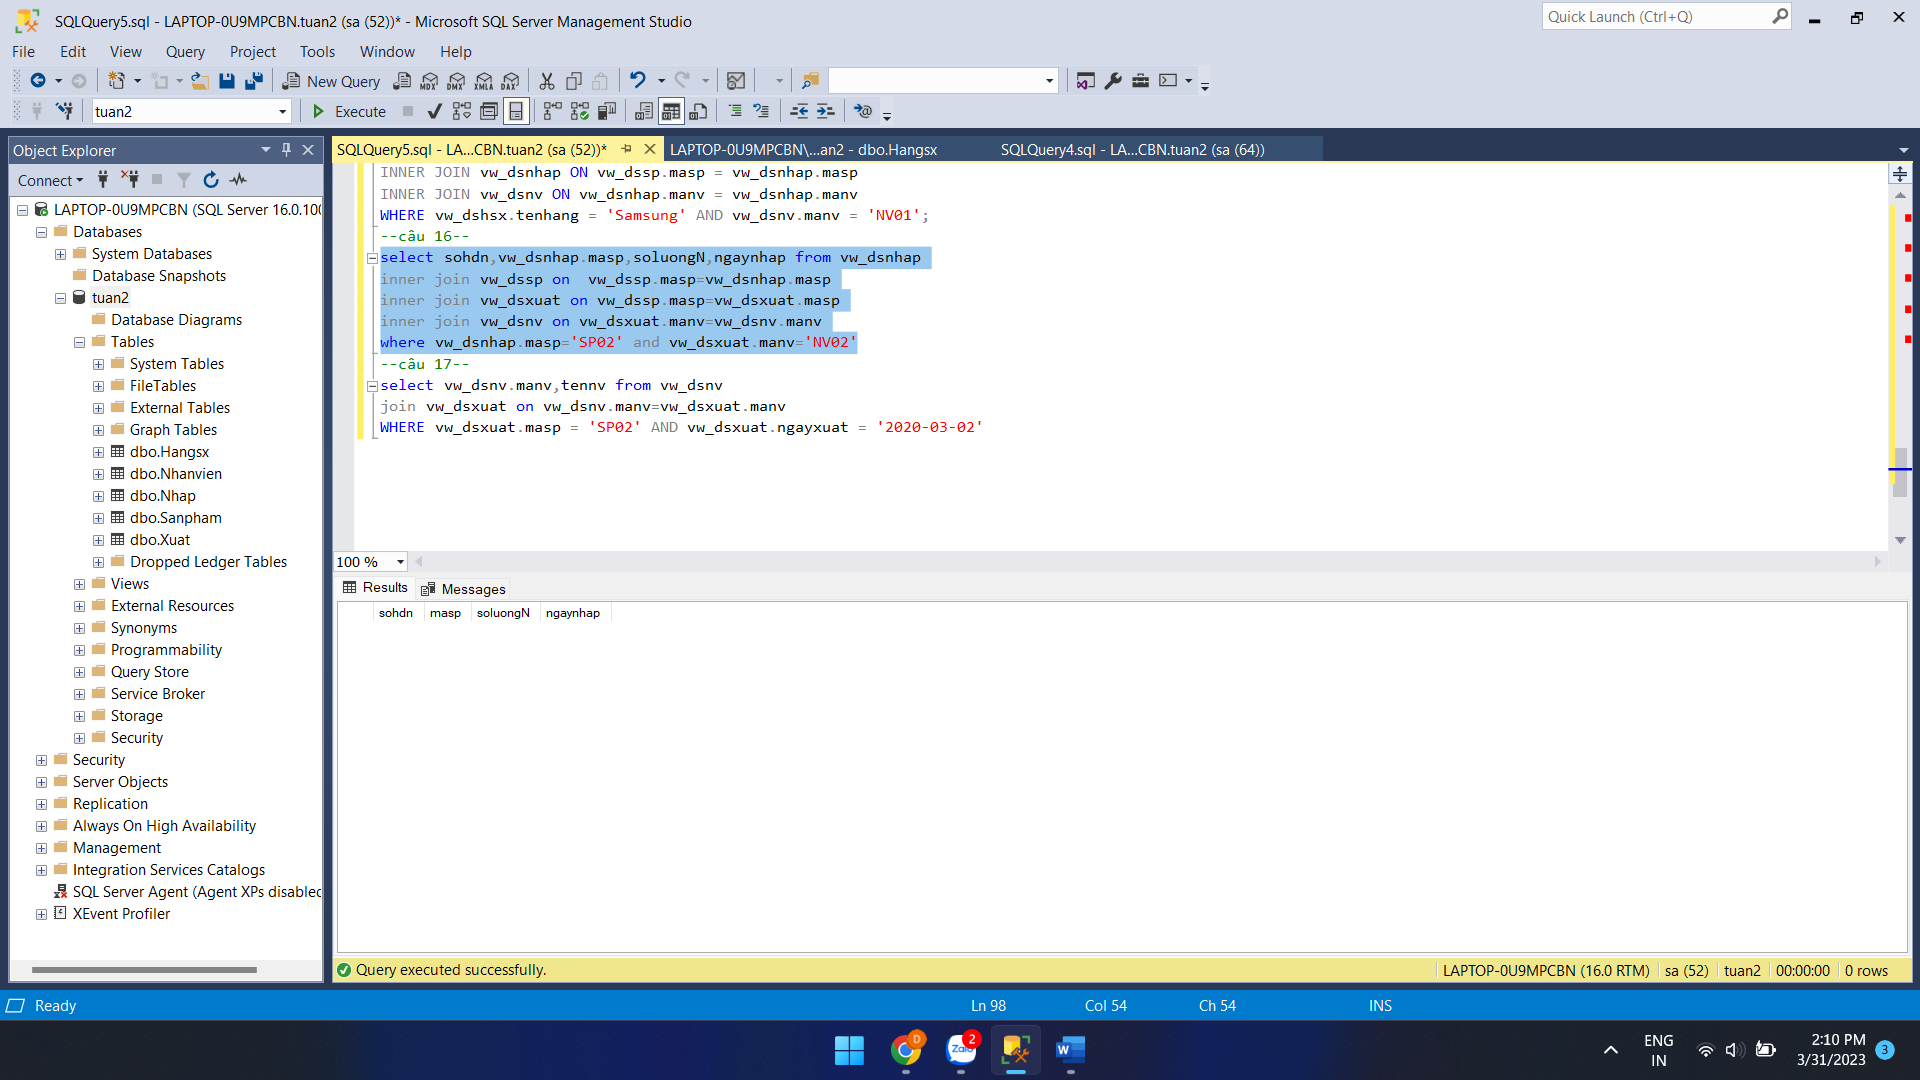 SQLQuery5.sql - LAPTOP-0U9MPCBN.tuan2 (sa (52))* - Microsoft SQL Server Management Studio
Quick Launch (Ctrl+Q)
File Edit View Query Project Tools Window Help
New Query MDX DMX XMLA DAX
tuan2 Execute
Object Explorer
SQLQuery5.sql - LA...CBN.tuan2 (sa (52))*
LAPTOP-0U9MPCBN\...an2 - dbo.Hangsx
SQLQuery4.sql - LA...CBN.tuan2 (sa (64))
Connect
LAPTOP-0U9MPCBN (SQL Server 16.0.100
Databases
System Databases
Database Snapshots
tuan2
Database Diagrams
Tables
System Tables
FileTables
External Tables
Graph Tables
dbo.Hangsx
dbo.Nhanvien
dbo.Nhap
dbo.Sanpham
dbo.Xuat
Dropped Ledger Tables
Views
External Resources
Synonyms
Programmability
Query Store
Service Broker
Storage
Security
Security
Server Objects
Replication
Always On High Availability
Management
Integration Services Catalogs
SQL Server Agent (Agent XPs disabled
XEvent Profiler
INNER JOIN vw_dsnhap ON vw_dssp.masp = vw_dsnhap.masp
INNER JOIN vw_dsnv ON vw_dsnhap.manv = vw_dsnhap.manv
WHERE vw_dshsx.tenhang = 'Samsung' AND vw_dsnv.manv = 'NV01';
--câu 16--
select sohdn,vw_dsnhap.masp,soluongN,ngaynhap from vw_dsnhap
inner join vw_dssp on  vw_dssp.masp=vw_dsnhap.masp
inner join vw_dsxuat on vw_dssp.masp=vw_dsxuat.masp
inner join vw_dsnv on vw_dsxuat.manv=vw_dsnv.manv
where vw_dsnhap.masp='SP02' and vw_dsxuat.manv='NV02'
--câu 17--
select vw_dsnv.manv,tennv from vw_dsnv
join vw_dsxuat on vw_dsnv.manv=vw_dsxuat.manv
WHERE vw_dsxuat.masp = 'SP02' AND vw_dsxuat.ngayxuat = '2020-03-02'
100 %
Results Messages
sohdn masp soluongN ngaynhap
Query executed successfully.
LAPTOP-0U9MPCBN (16.0 RTM) sa (52) tuan2 00:00:00 0 rows
Ready Ln 98 Col 54 Ch 54 INS
D
Zalo 2
W
ENG
IN
2:10 PM
3/31/2023
3